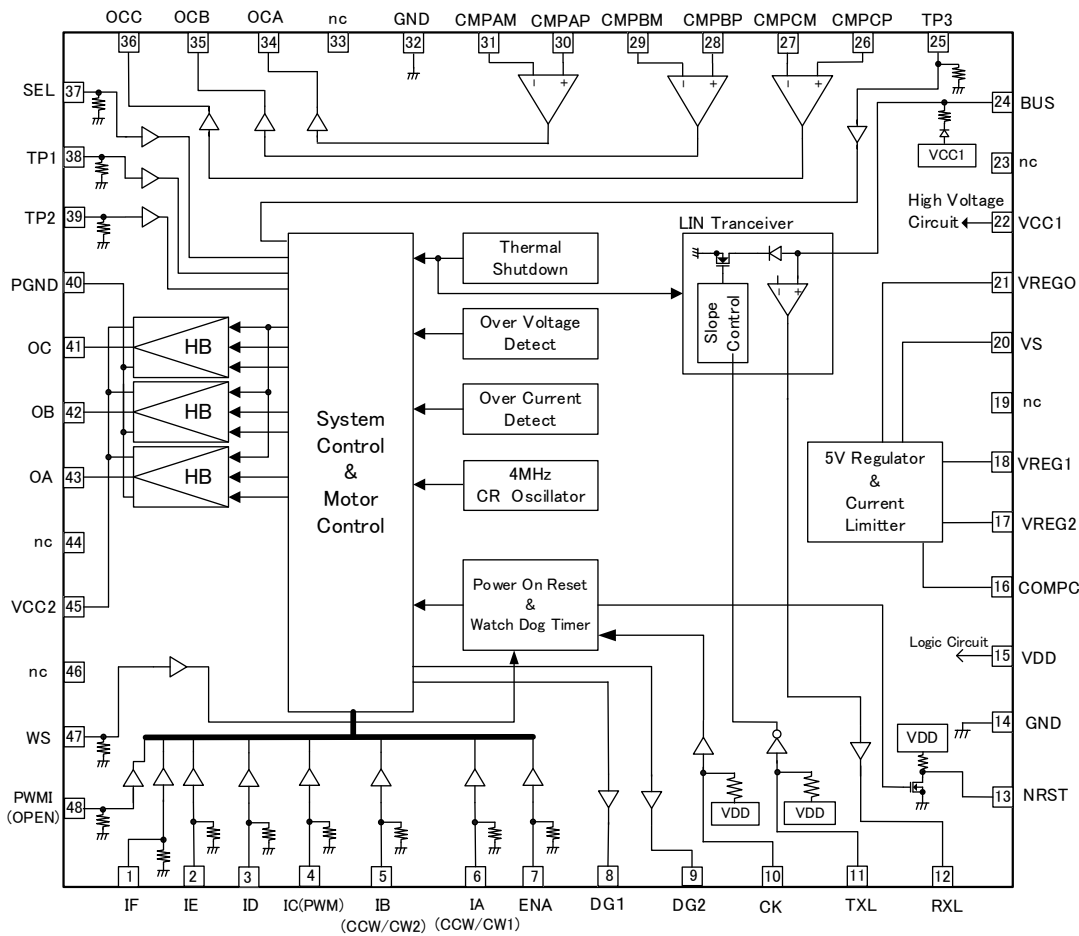 OCC OCB OCA nc GND CMPAM CMPAP CMPBM CMPBP CMPCM CMPCP TP3
36 35 34 33 32 31 30 29 28 27 26 25
SEL 37
TP1 38
TP2 39
PGND 40
OC 41
OB 42
OA 43
nc 44
VCC2 45
nc 46
WS 47
PWMI
(OPEN)
48
− +
− +
− +
HB
HB
HB
System
Control
&
Motor
Control
Thermal
Shutdown
Over Voltage
Detect
Over Current
Detect
4MHz
CR Oscillator
Power On Reset
&
Watch Dog Timer
LIN Tranceiver
Slope
Control
− +
VCC1
24 BUS
23 nc
High Voltage
Circuit
22 VCC1
21 VREGO
20 VS
19 nc
5V Regulator
&
Current
Limitter
18 VREG1
17 VREG2
16 COMPC
Logic Circuit
15 VDD
14 GND
VDD
13 NRST
VDD
VDD
1 2 3 4 5 6 7 8 9 10 11 12
IF IE ID IC(PWM) IB IA ENA DG1 DG2 CK TXL RXL
(CCW/CW2) (CCW/CW1)